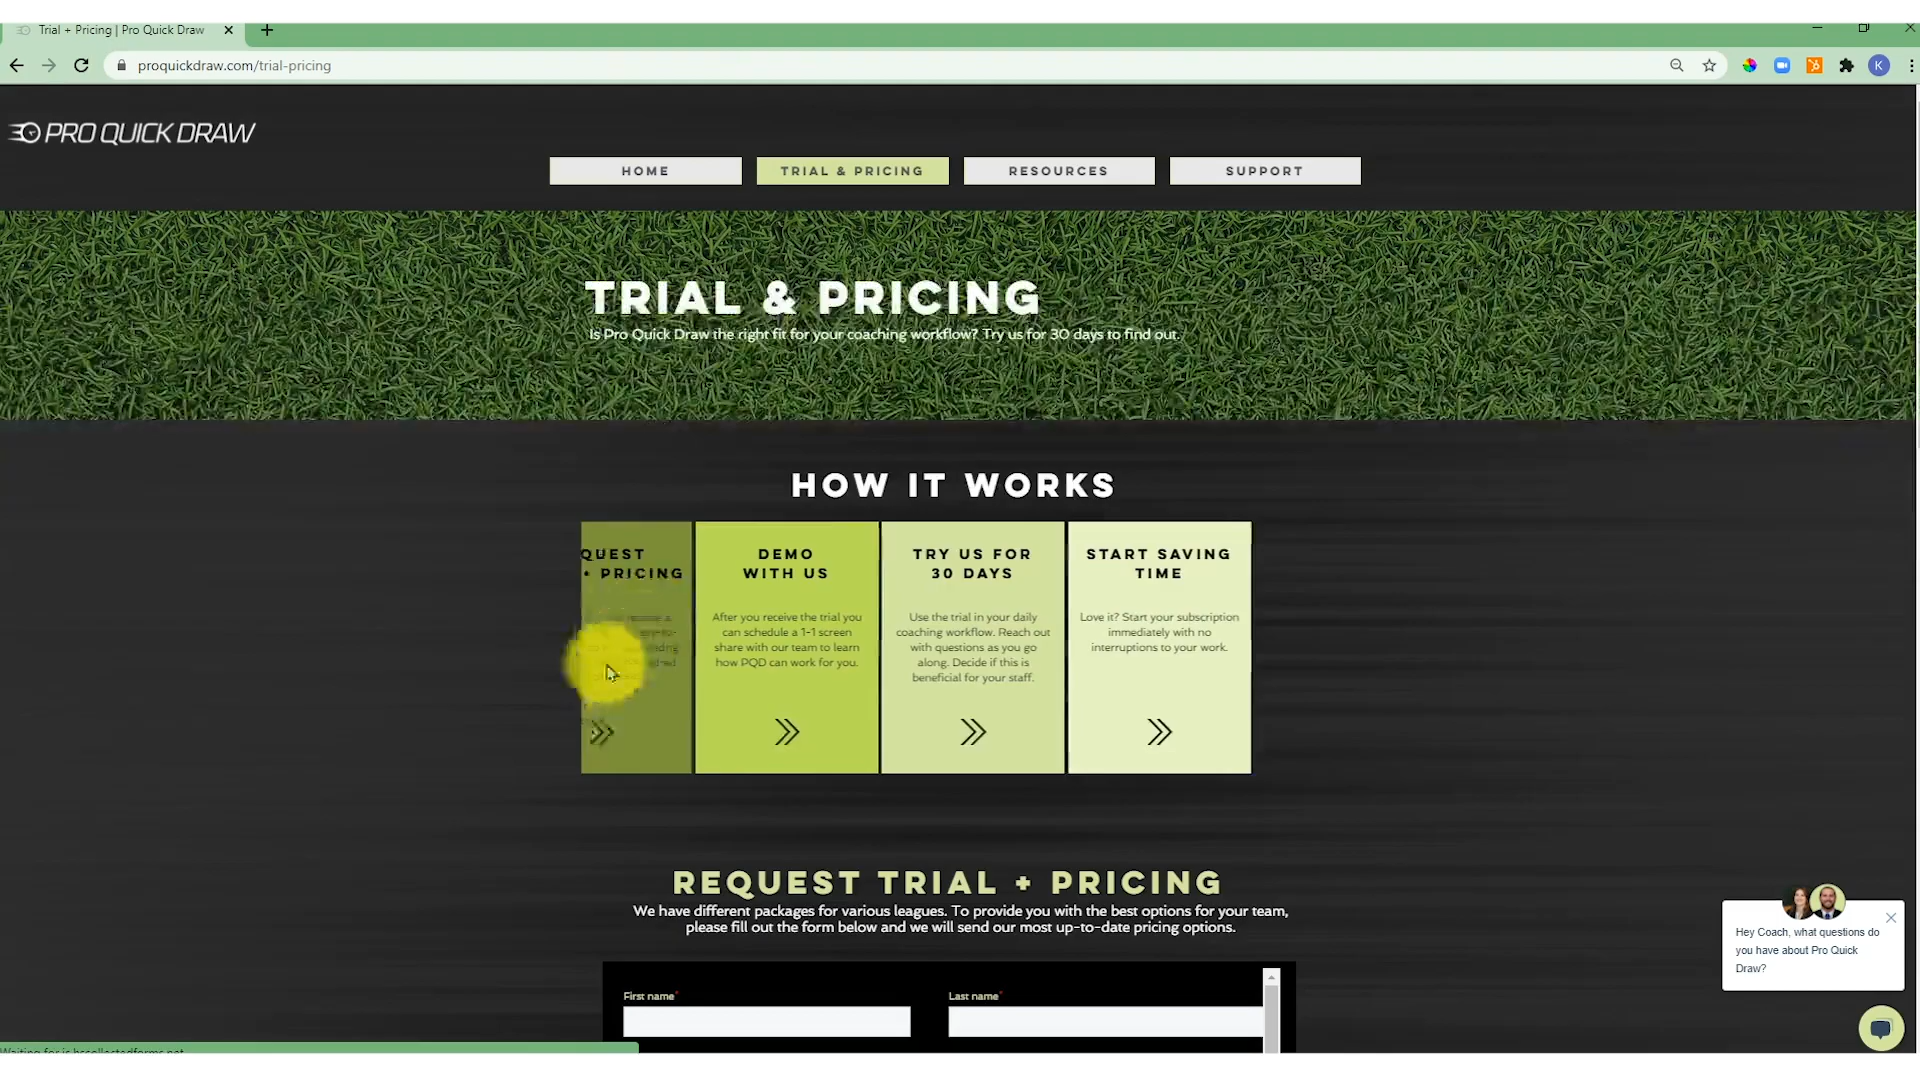 Trial + Pricing | Pro Quick Draw
proquickdraw.com/trial-pricing
K
PRO QUICK DRAW
HOME
TRIAL & PRICING
RESOURCES
SUPPORT
TRIAL & PRICING
Is Pro Quick Draw the right fit for your coaching workflow? Try us for 30 days to find out.
HOW IT WORKS
QUEST
+ PRICING
DEMO
WITH US
After you receive the trial you
can schedule a 1-1 screen
share with our team to learn
how PQD can work for you.
TRY US FOR
30 DAYS
Use the trial in your daily
coaching workflow. Reach out
with questions as you go
along. Decide if this is
beneficial for your staff.
START SAVING
TIME
Love it? Start your subscription
immediately with no
interruptions to your work.
REQUEST TRIAL + PRICING
We have different packages for various leagues. To provide you with the best options for your team,
please fill out the form below and we will send our most up-to-date pricing options.
First name*
Last name*
Hey Coach, what questions do
you have about Pro Quick
Draw?